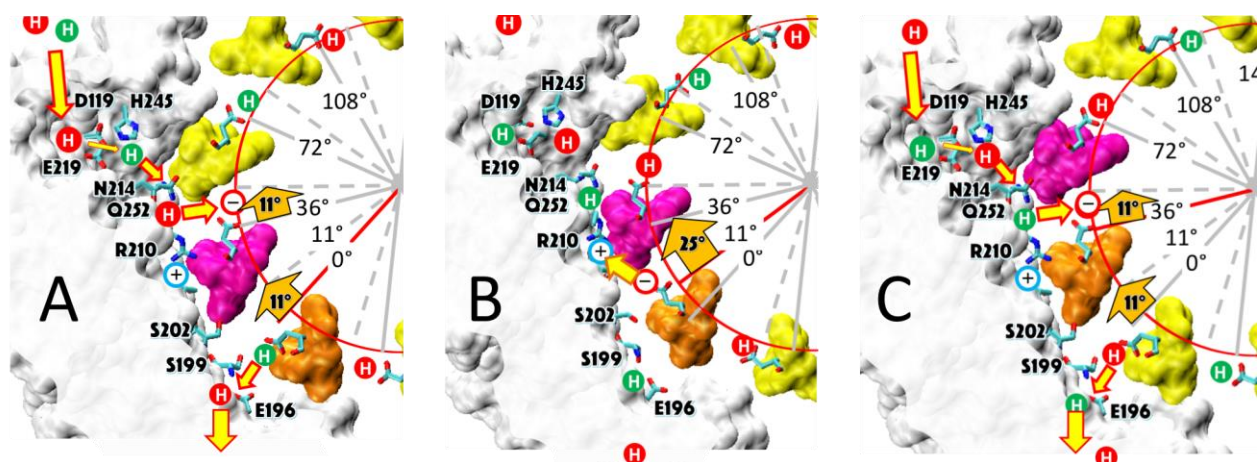 H H H
D119 H245
H H
E219 H
N214
Q252
H
−
11°
108°
72°
36°
11°
0°
R210
+
A
11°
S202
S199
H
H
H
E196
H
H
D119 H245
H
H H
E219
N214
Q252
H
H
108°
72°
36°
11°
0°
R210
+
−
25°
B
S202
S199
H
H
E196
H
H
H
14
D119 H245
H H
E219
H
N214
Q252
H
−
11°
108°
72°
36°
11°
0°
R210
+
C
11°
S202
S199
H
H
H
E196
H